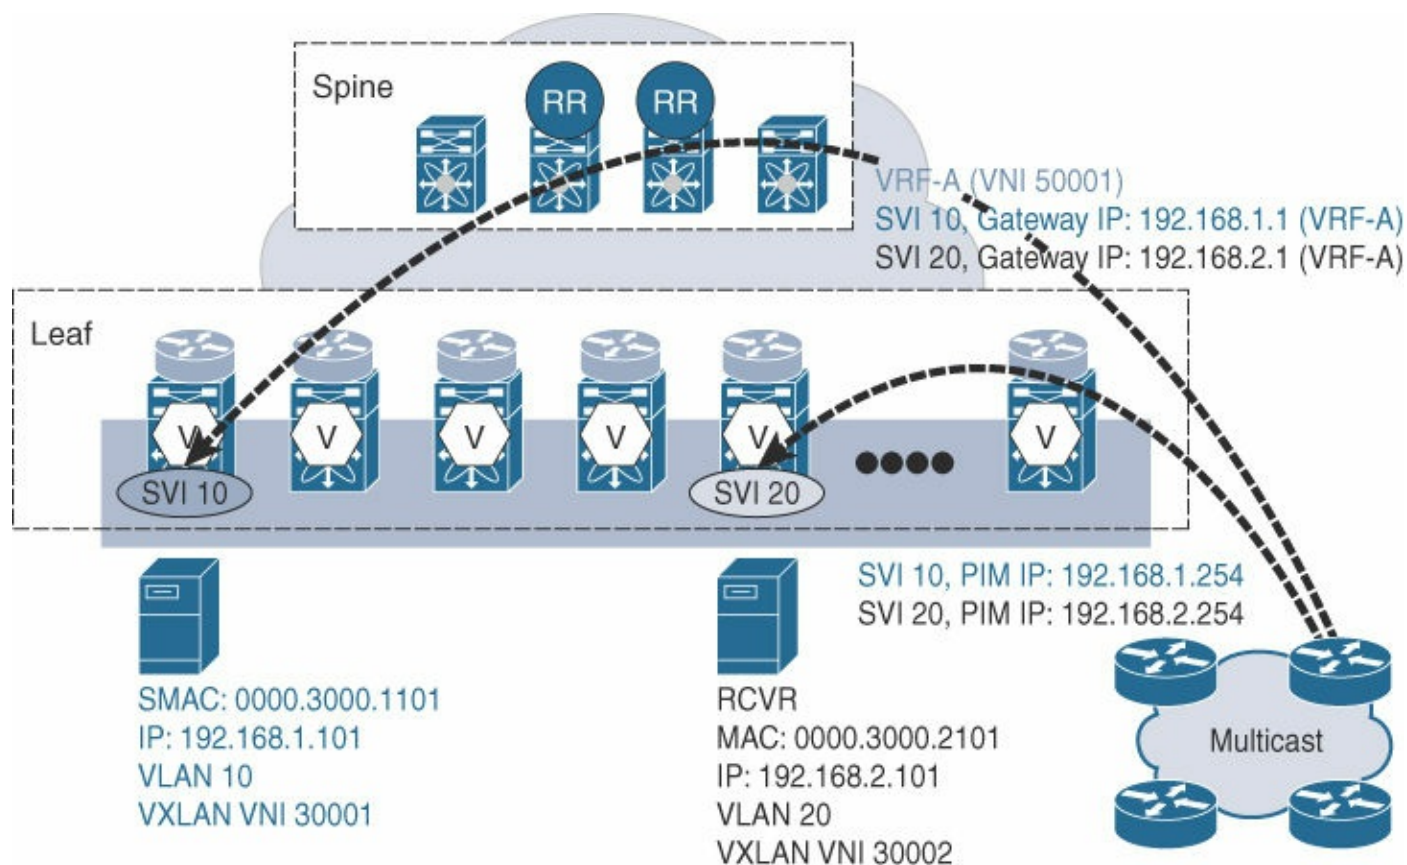 Spine
RR
RR
VRF-A (VNI 50001)
SVI 10, Gateway IP: 192.168.1.1 (VRF-A)
SVI 20, Gateway IP: 192.168.2.1 (VRF-A)
Leaf
V
V
V
V
V
V
SVI 10
SVI 20
SVI 10, PIM IP: 192.168.1.254
SVI 20, PIM IP: 192.168.2.254
SMAC: 0000.3000.1101
IP: 192.168.1.101
VLAN 10
VXLAN VNI 30001
RCVR
MAC: 0000.3000.2101
IP: 192.168.2.101
VLAN 20
VXLAN VNI 30002
Multicast